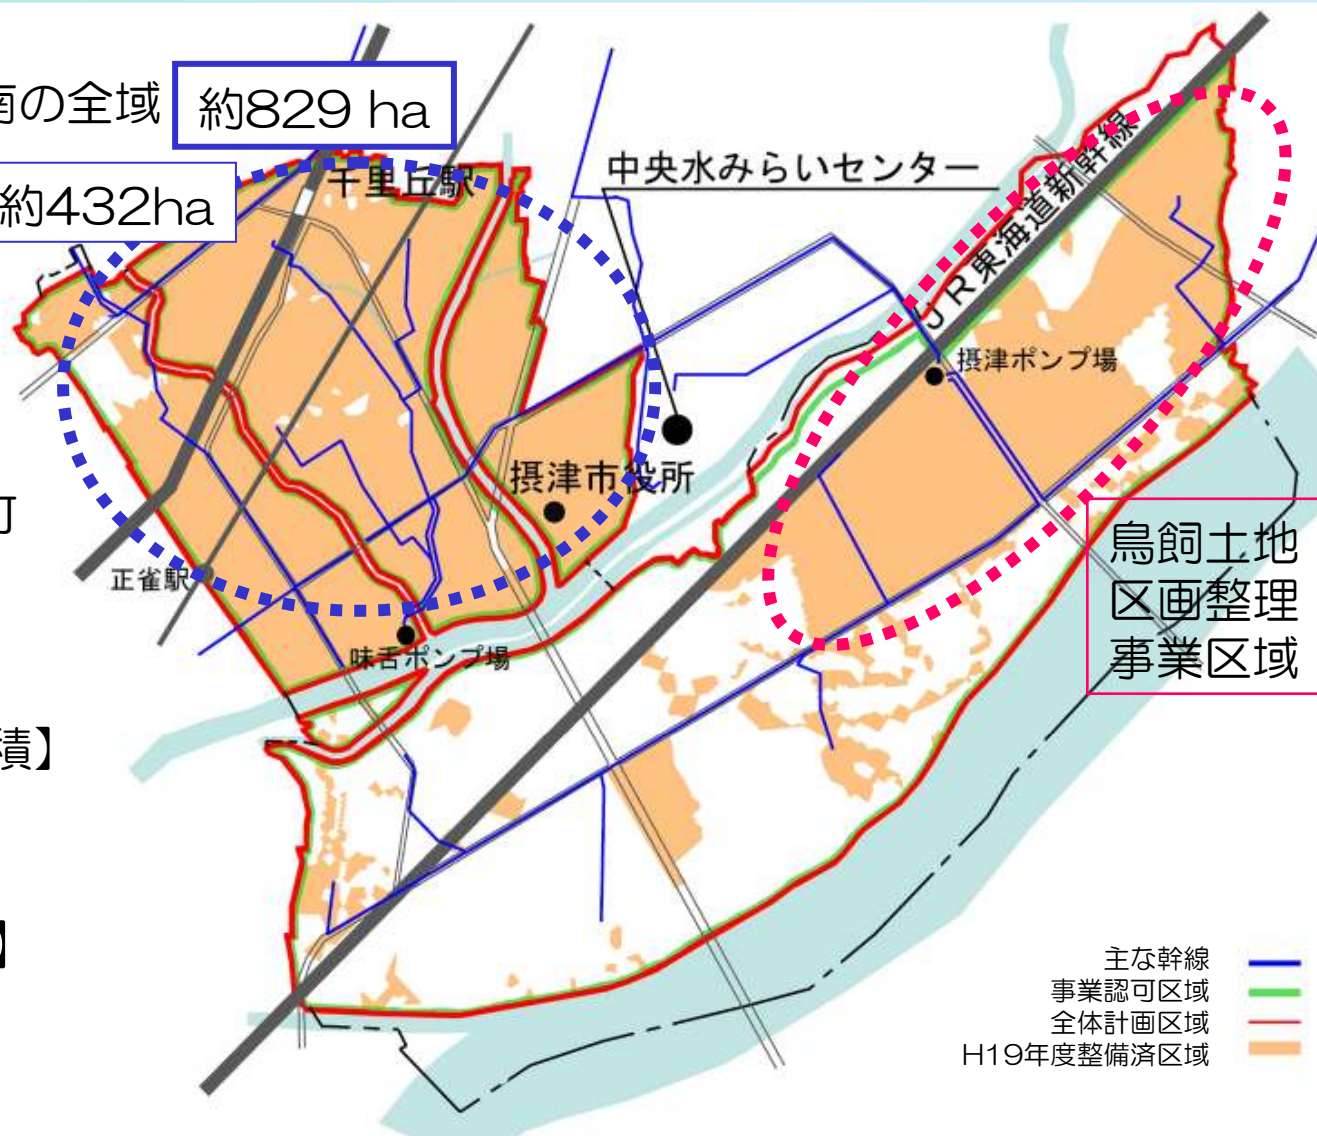 南の全域
約829 ha
約432ha
千里丘駅
中央水みらいセンター
JR東海道新幹線
摂津ポンプ場
摂津市役所
正雀駅
味舌ポンプ場
鳥飼土地
区画整理
事業区域
積】
】
主な幹線
事業認可区域
全体計画区域
H19年度整備済区域